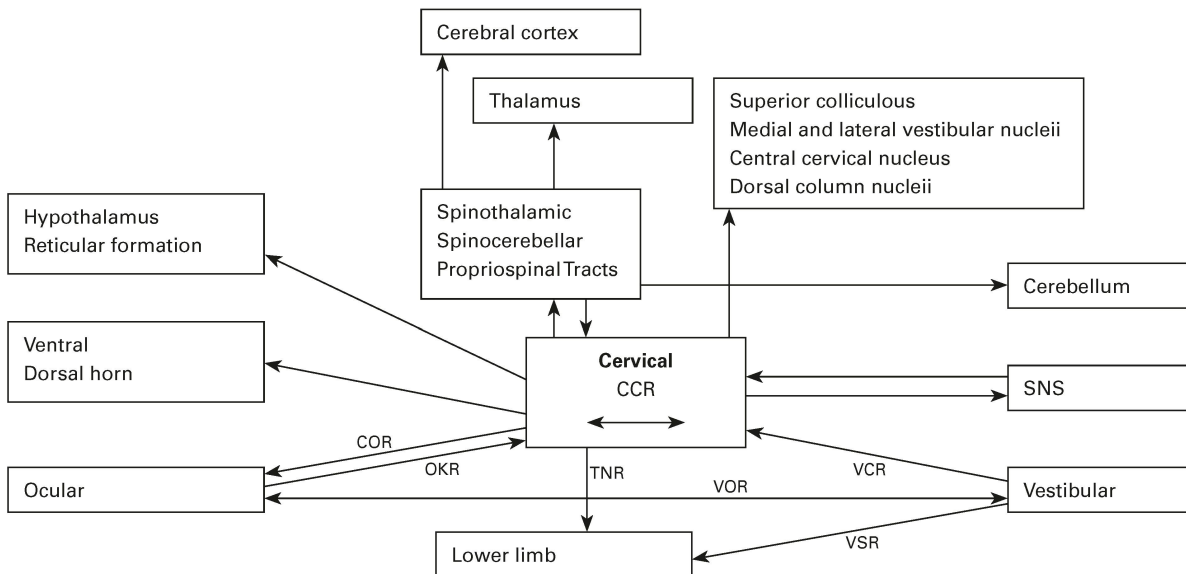 Cerebral cortex
Thalamus
Superior colliculous
Medial and lateral vestibular nucleii
Central cervical nucleus
Dorsal column nucleii
Hypothalamus
Reticular formation
Spinothalamic
Spinocerebellar
Propriospinal Tracts
Cerebellum
Ventral
Dorsal horn
Cervical
CCR
SNS
COR
OKR
TNR
VCR
VOR
Ocular
Vestibular
VSR
Lower limb